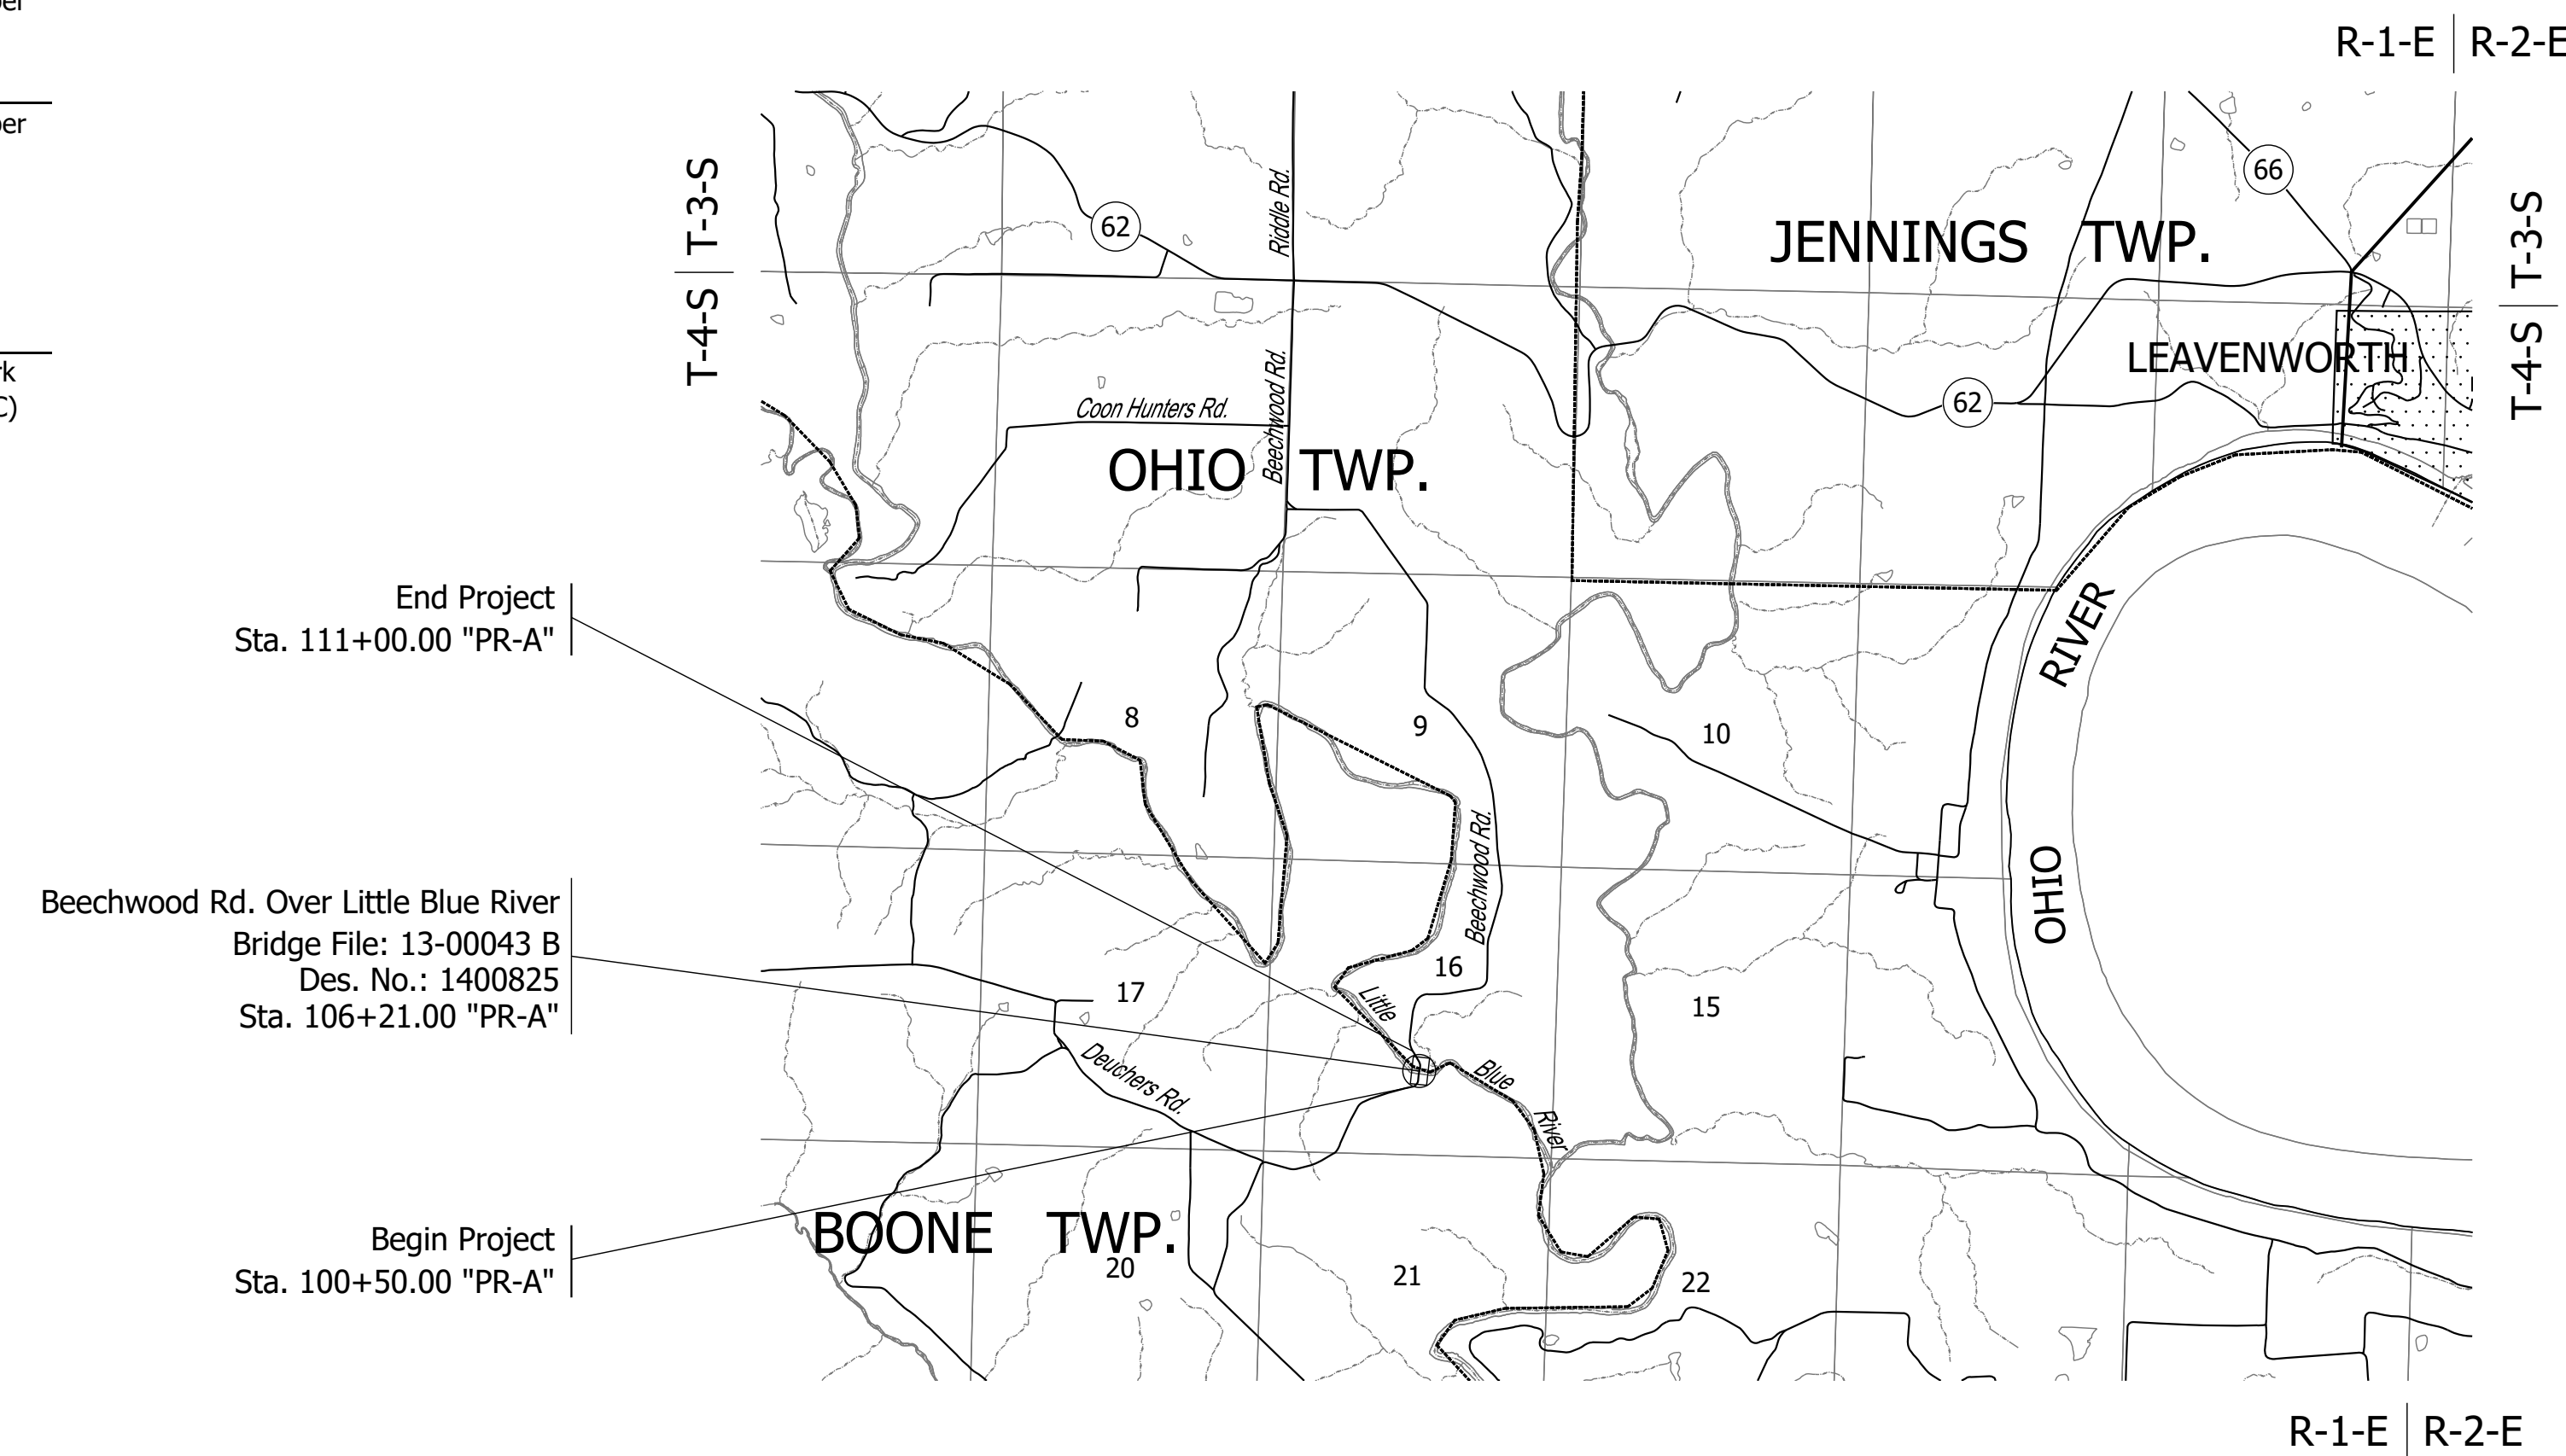 R-1-E R-2-E
T-4-S T-3-S
T-4-S T-3-S
66
62
62
Riddle Rd.
JENNINGS TWP.
LEAVENWORTH
Beechwood Rd.
Coon Hunters Rd.
OHIO TWP.
End Project
Sta. 111+00.00 "PR-A"
8
9
10
OHIO RIVER
Beechwood Rd. Over Little Blue River
Bridge File: 13-00043 B
Des. No.: 1400825
Sta. 106+21.00 "PR-A"
Beechwood Rd.
17
16
15
Little Blue River
Deuchers Rd.
Begin Project
Sta. 100+50.00 "PR-A"
BOONE TWP.
20
21
22
R-1-E R-2-E